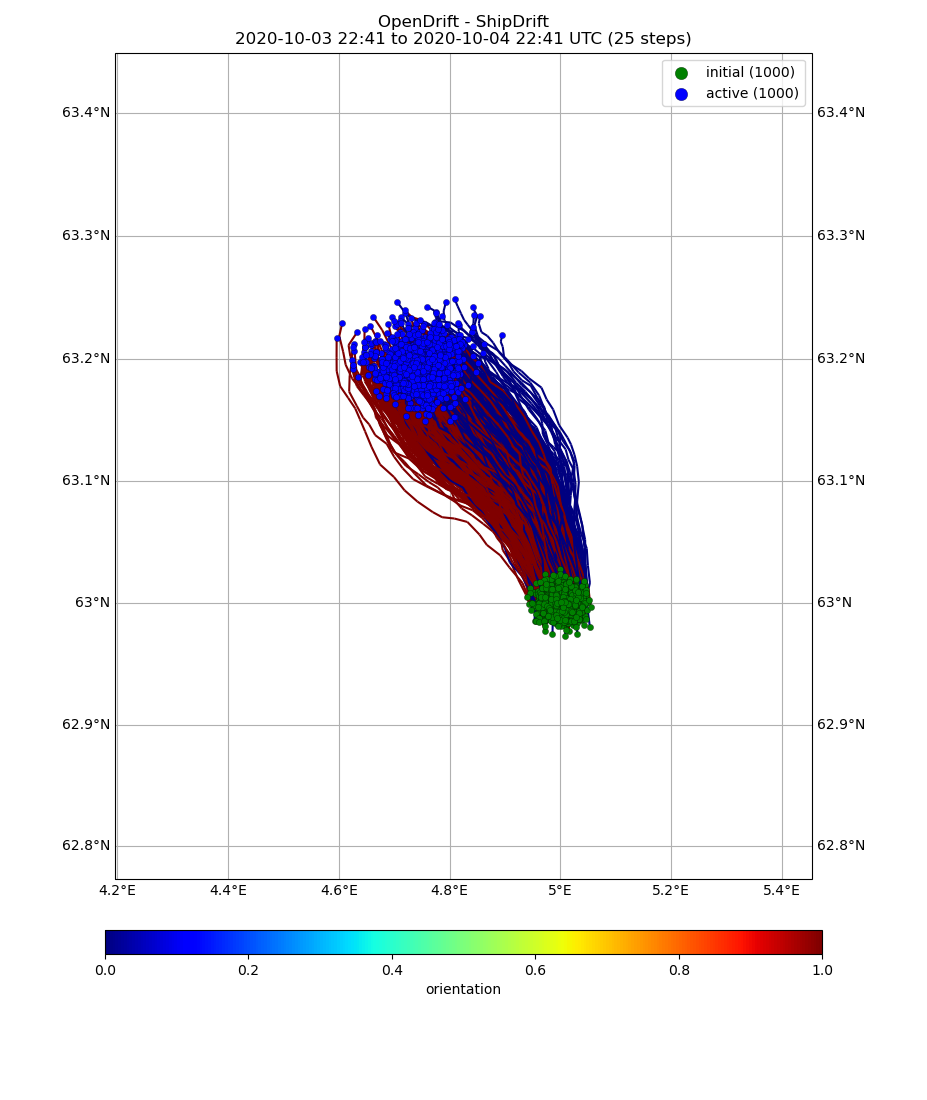 OpenDrift - ShipDrift
2020-10-03 22:41 to 2020-10-04 22:41 UTC (25 steps)
initial (1000)
active (1000)
63.4°N 63.4°N
63.3°N 63.3°N
63.2°N 63.2°N
63.1°N 63.1°N
63°N 63°N
62.9°N 62.9°N
62.8°N 62.8°N
4.2°E 4.4°E 4.6°E 4.8°E 5°E 5.2°E 5.4°E
0.0 0.2 0.4 0.6 0.8 1.0
orientation